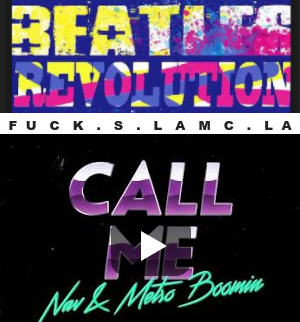 BEATLES
REVOLUTION
FUCK.S.LAMC.LA
CALL
ME
Nav & Metro Boomin